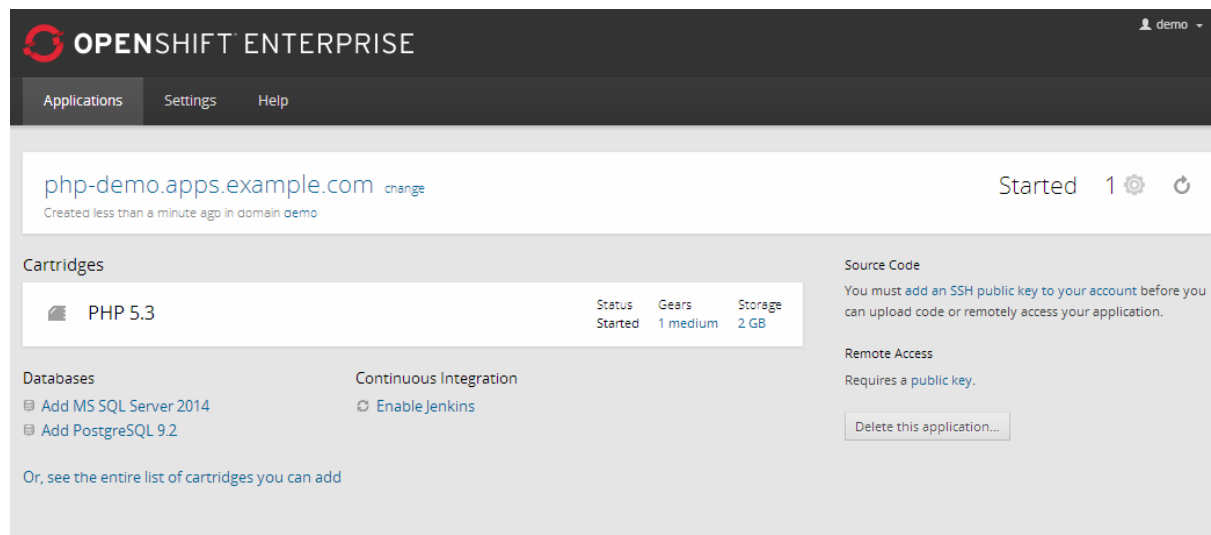 OPENSHIFT ENTERPRISE
demo
Applications Settings Help
php-demo.apps.example.com change
Started 1
Created less than a minute ago in domain demo
Cartridges
PHP 5.3
Status Gears Storage
Started 1 medium 2 GB
Databases
Add MS SQL Server 2014
Add PostgreSQL 9.2
Continuous Integration
Enable Jenkins
Or, see the entire list of cartridges you can add
Source Code
You must add an SSH public key to your account before you
can upload code or remotely access your application.
Remote Access
Requires a public key.
Delete this application...